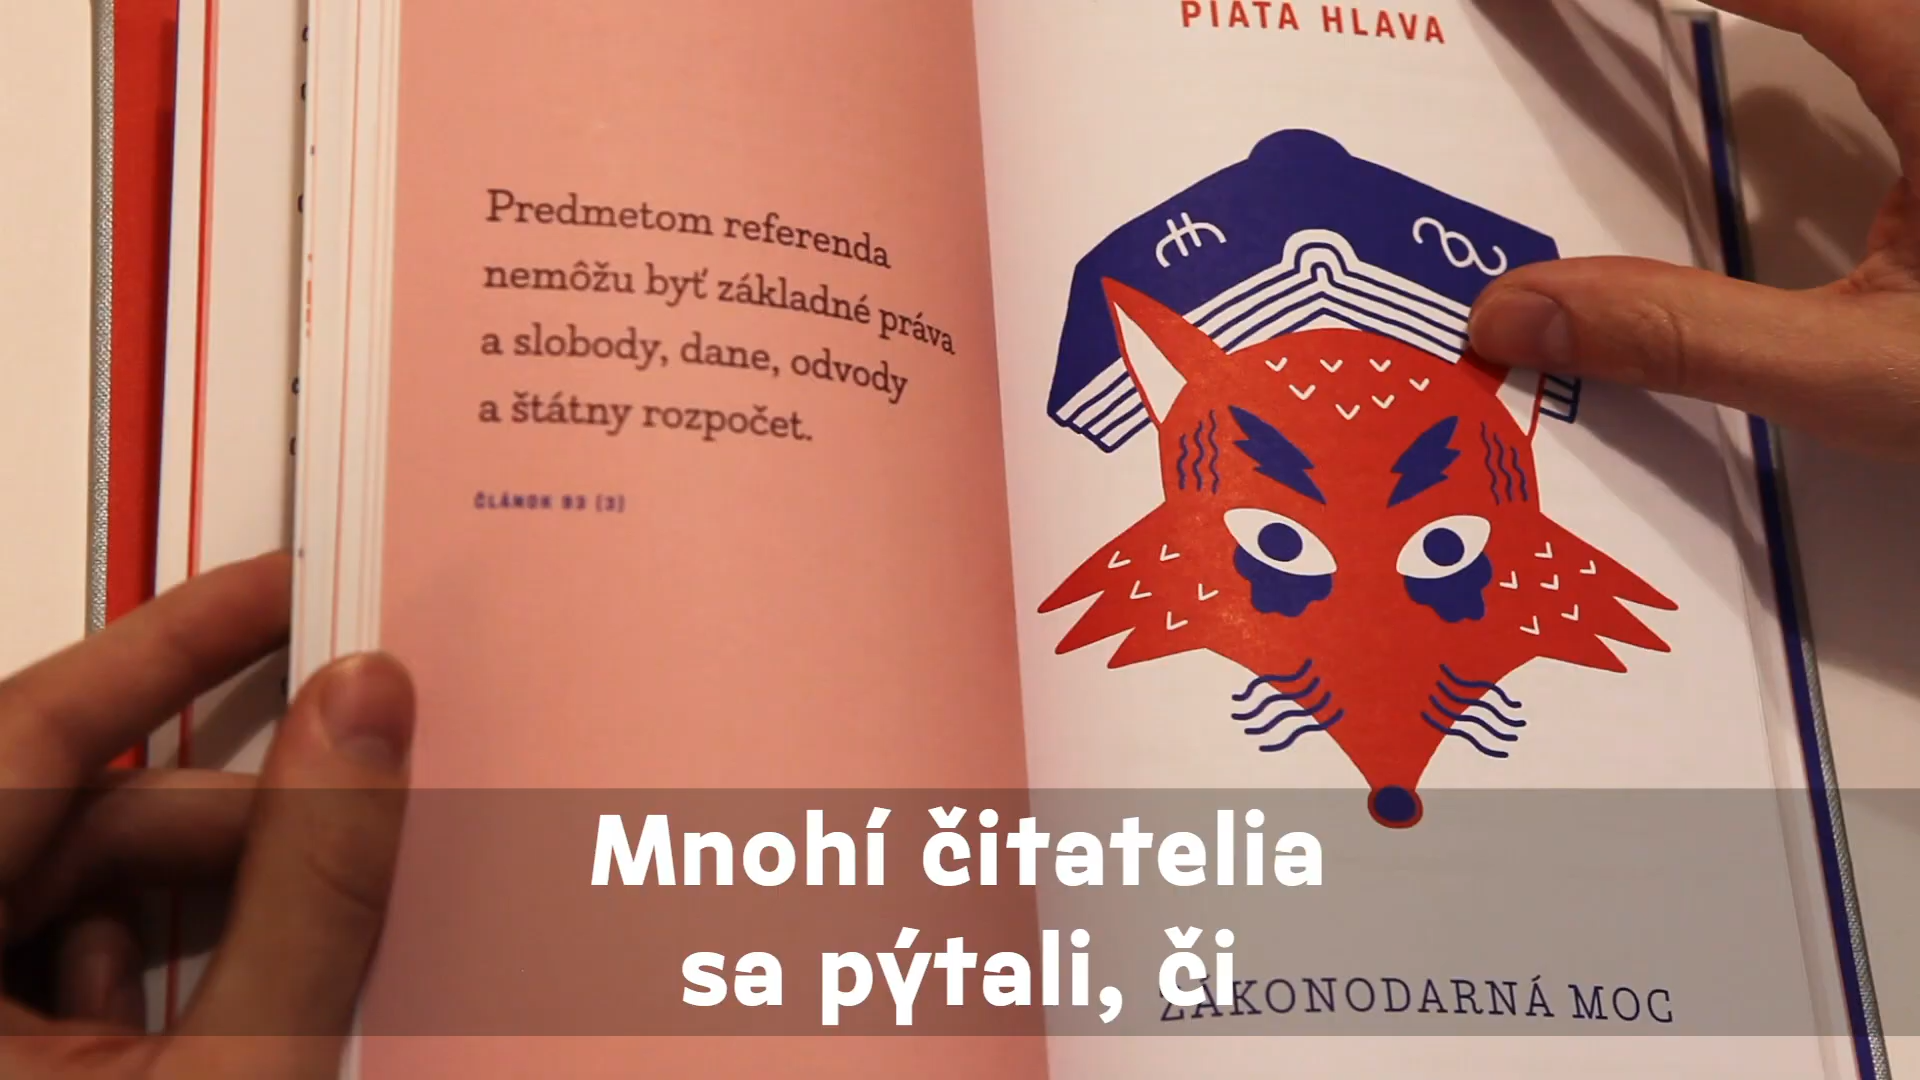 Predmetom referenda
nemôžu byť základné práva
a slobody, dane, odvody
a štátny rozpočet.
ČLÁNOK 93 (3)
PIATA HLAVA
ZÁKONODARNÁ MOC
Mnohí čitatelia
sa pýtali, či